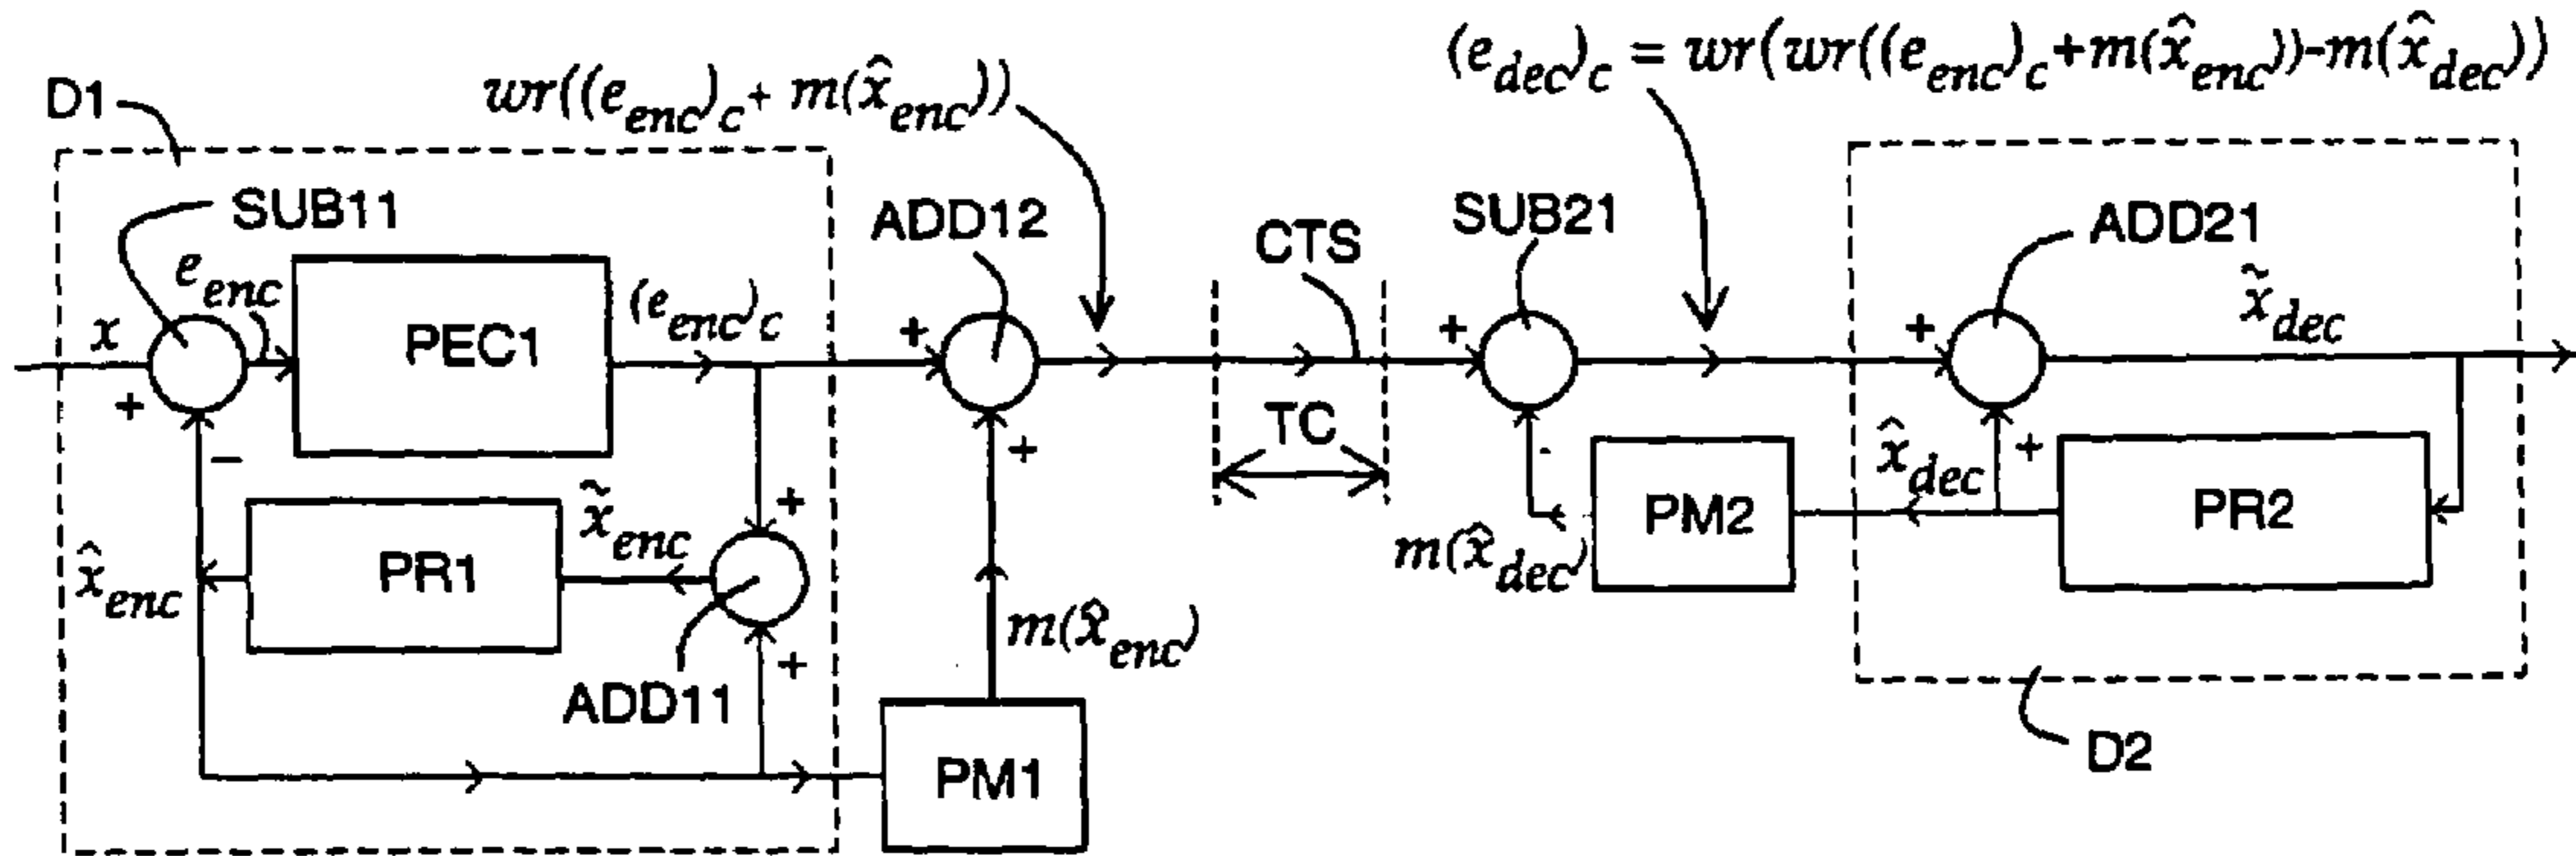 (e_dec)_c = wr(wr((e_enc)_c+m(x̂_enc))-m(x̂_dec))
D1
wr((e_enc)_c+ m(x̂_enc))
SUB11
ADD12
CTS
SUB21
ADD21
e_enc
(e_enc)_c
x̃_dec
x
PEC1
+
+
+
+
TC
-
+
+
x̂_dec
−
+
x̃_enc
PM2
PR2
x̂_enc
PR1
m(x̂_dec)
m(x̂_enc)
+
ADD11
D2
PM1